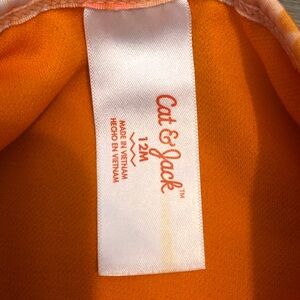 Cat & Jack™
12M
MADE IN VIETNAM
HECHO EN VIETNAM